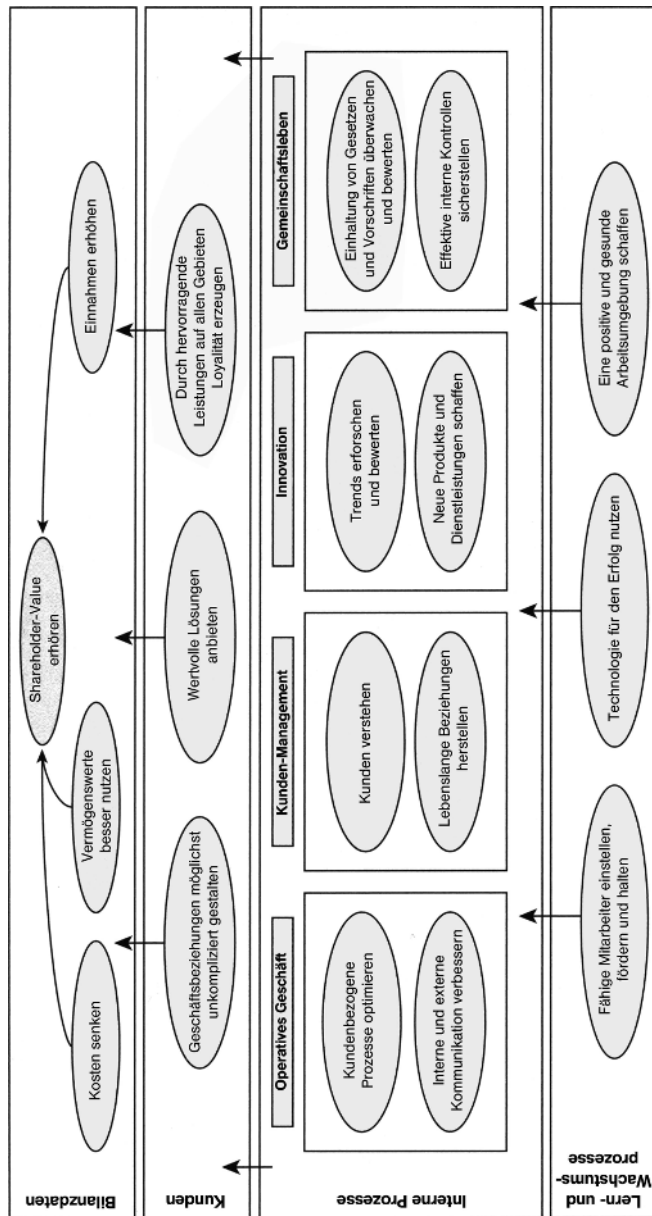 Bilanzdaten
Shareholder-Value
erhören
Kosten senken
Vermögenswerte
besser nutzen
Einnahmen erhöhen
Kunden
Geschäftsbeziehungen möglichst
unkompliziert gestalten
Wertvolle Lösungen
anbieten
Durch hervorragende
Leistungen auf allen Gebieten
Loyalität erzeugen
Interne Prozesse
Operatives Geschäft
Kundenbezogene
Prozesse optimieren
Interne und externe
Kommunikation verbessern
Kunden-Management
Kunden verstehen
Lebenslange Beziehungen
herstellen
Innovation
Trends erforschen
und bewerten
Neue Produkte und
Dienstleistungen schaffen
Gemeinschaftsleben
Einhaltung von Gesetzen
und Vorschriften überwachen
und bewerten
Effektive interne Kontrollen
sicherstellen
Lern- und
Wachstums-
prozesse
Fähige Mitarbeiter einstellen,
fördern und halten
Technologie für den Erfolg nutzen
Eine positive und gesunde
Arbeitsumgebung schaffen